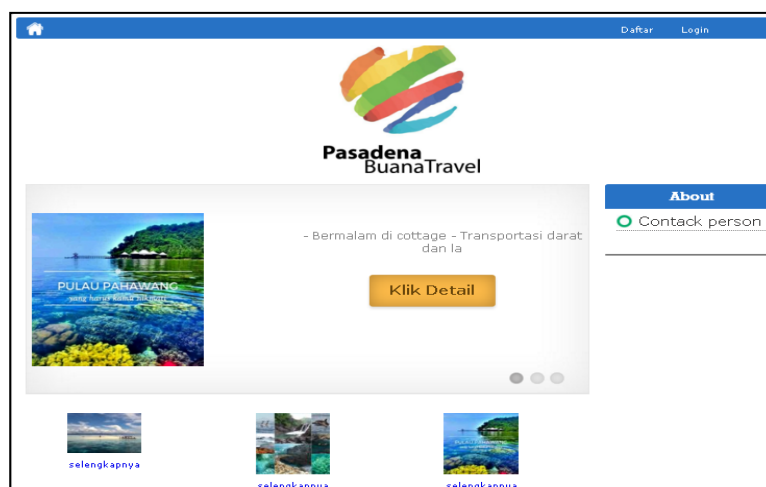 Daftar Login
Pasadena
BuanaTravel
- Bermalam di cottage - Transportasi darat
dan la
Klik Detail
PULAU PAHAWANG
About
Contack person
selengkapnya
selengkapnya
selengkapnya